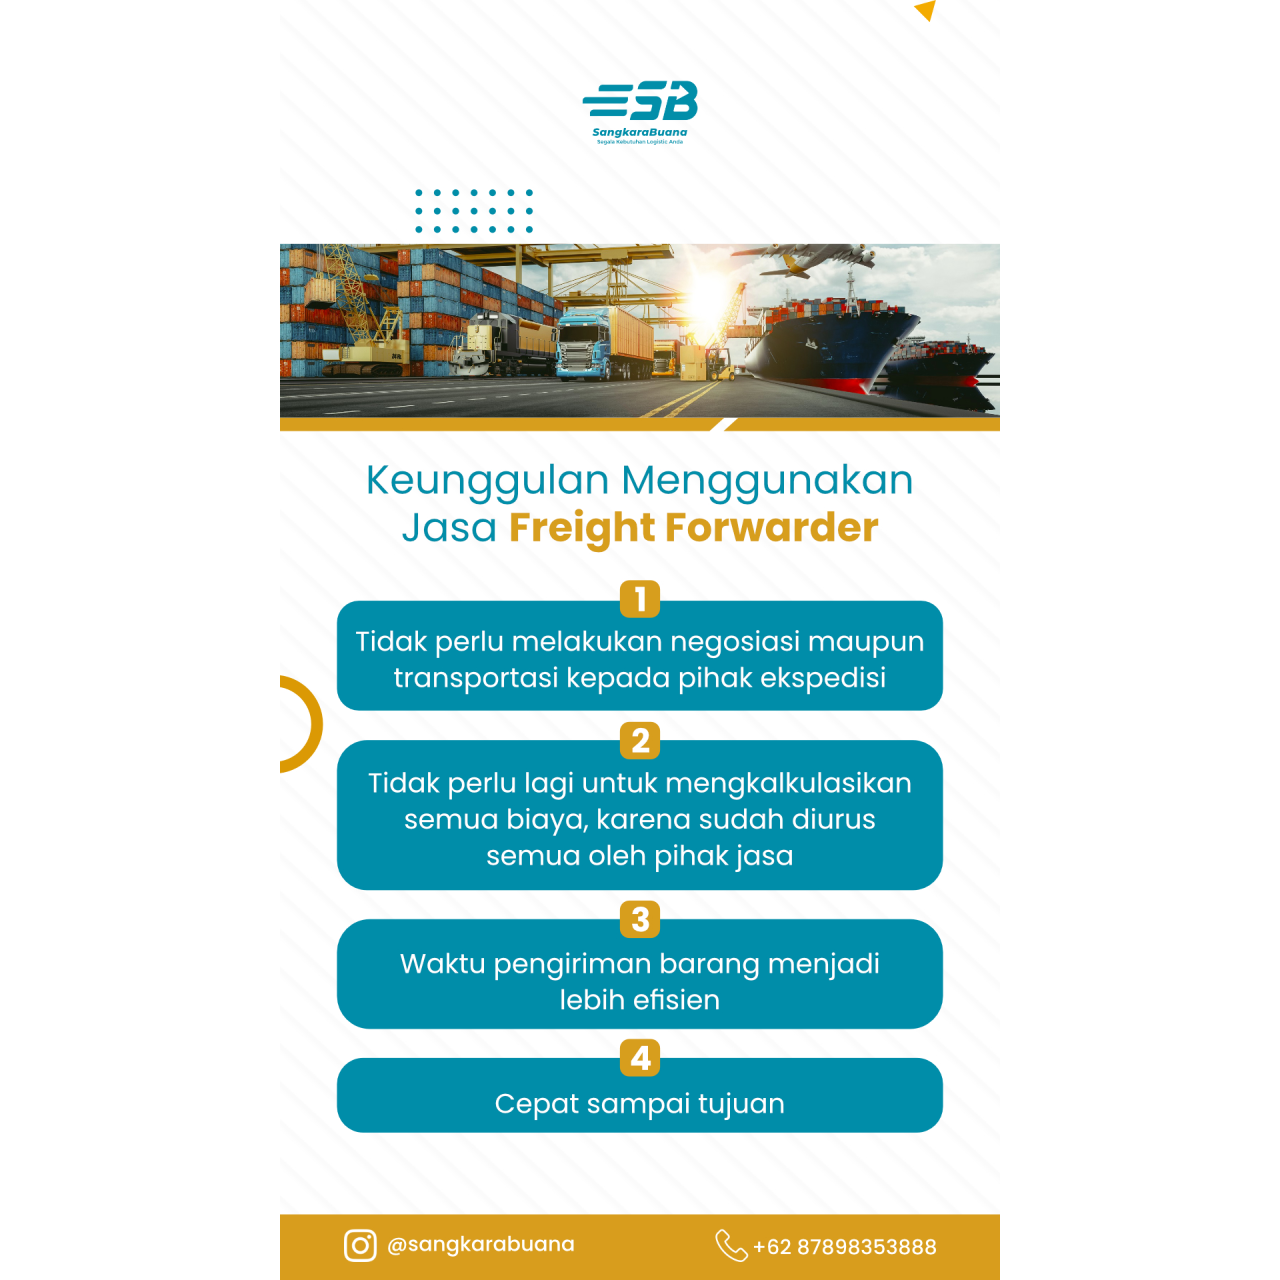 SB
SangkaraBuana
Segala Kebutuhan Logistic Anda
Keunggulan Menggunakan
Jasa Freight Forwarder
1
Tidak perlu melakukan negosiasi maupun
transportasi kepada pihak ekspedisi
2
Tidak perlu lagi untuk mengkalkulasikan
semua biaya, karena sudah diurus
semua oleh pihak jasa
3
Waktu pengiriman barang menjadi
lebih efisien
4
Cepat sampai tujuan
@sangkarabuana
+62 87898353888